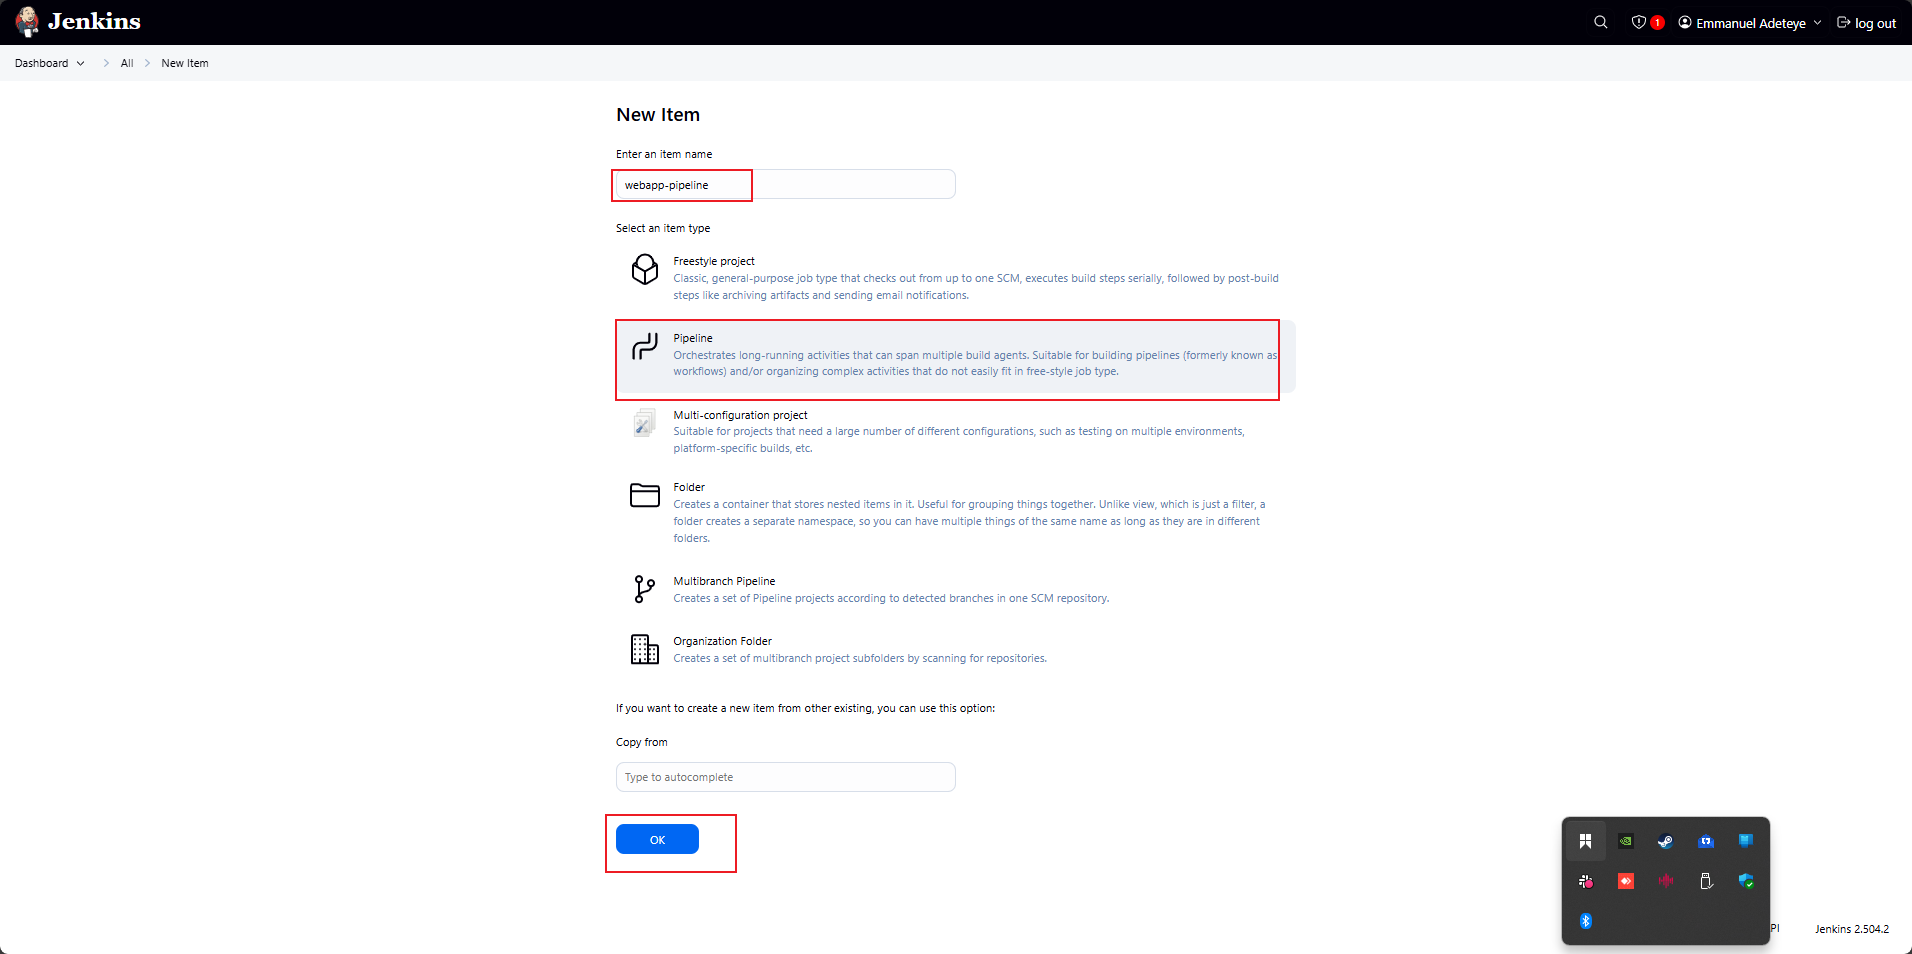 Jenkins
1
Emmanuel Adeteye
log out
Dashboard
All
New Item
New Item
Enter an item name
webapp-pipeline
Select an item type
Freestyle project
Classic, general-purpose job type that checks out from up to one SCM, executes build steps serially, followed by post-build
steps like archiving artifacts and sending email notifications.
Pipeline
Orchestrates long-running activities that can span multiple build agents. Suitable for building pipelines (formerly known as
workflows) and/or organizing complex activities that do not easily fit in free-style job type.
Multi-configuration project
Suitable for projects that need a large number of different configurations, such as testing on multiple environments,
platform-specific builds, etc.
Folder
Creates a container that stores nested items in it. Useful for grouping things together. Unlike view, which is just a filter, a
folder creates a separate namespace, so you can have multiple things of the same name as long as they are in different
folders.
Multibranch Pipeline
Creates a set of Pipeline projects according to detected branches in one SCM repository.
Organization Folder
Creates a set of multibranch project subfolders by scanning for repositories.
If you want to create a new item from other existing, you can use this option:
Copy from
Type to autocomplete
OK
PI
Jenkins 2.504.2